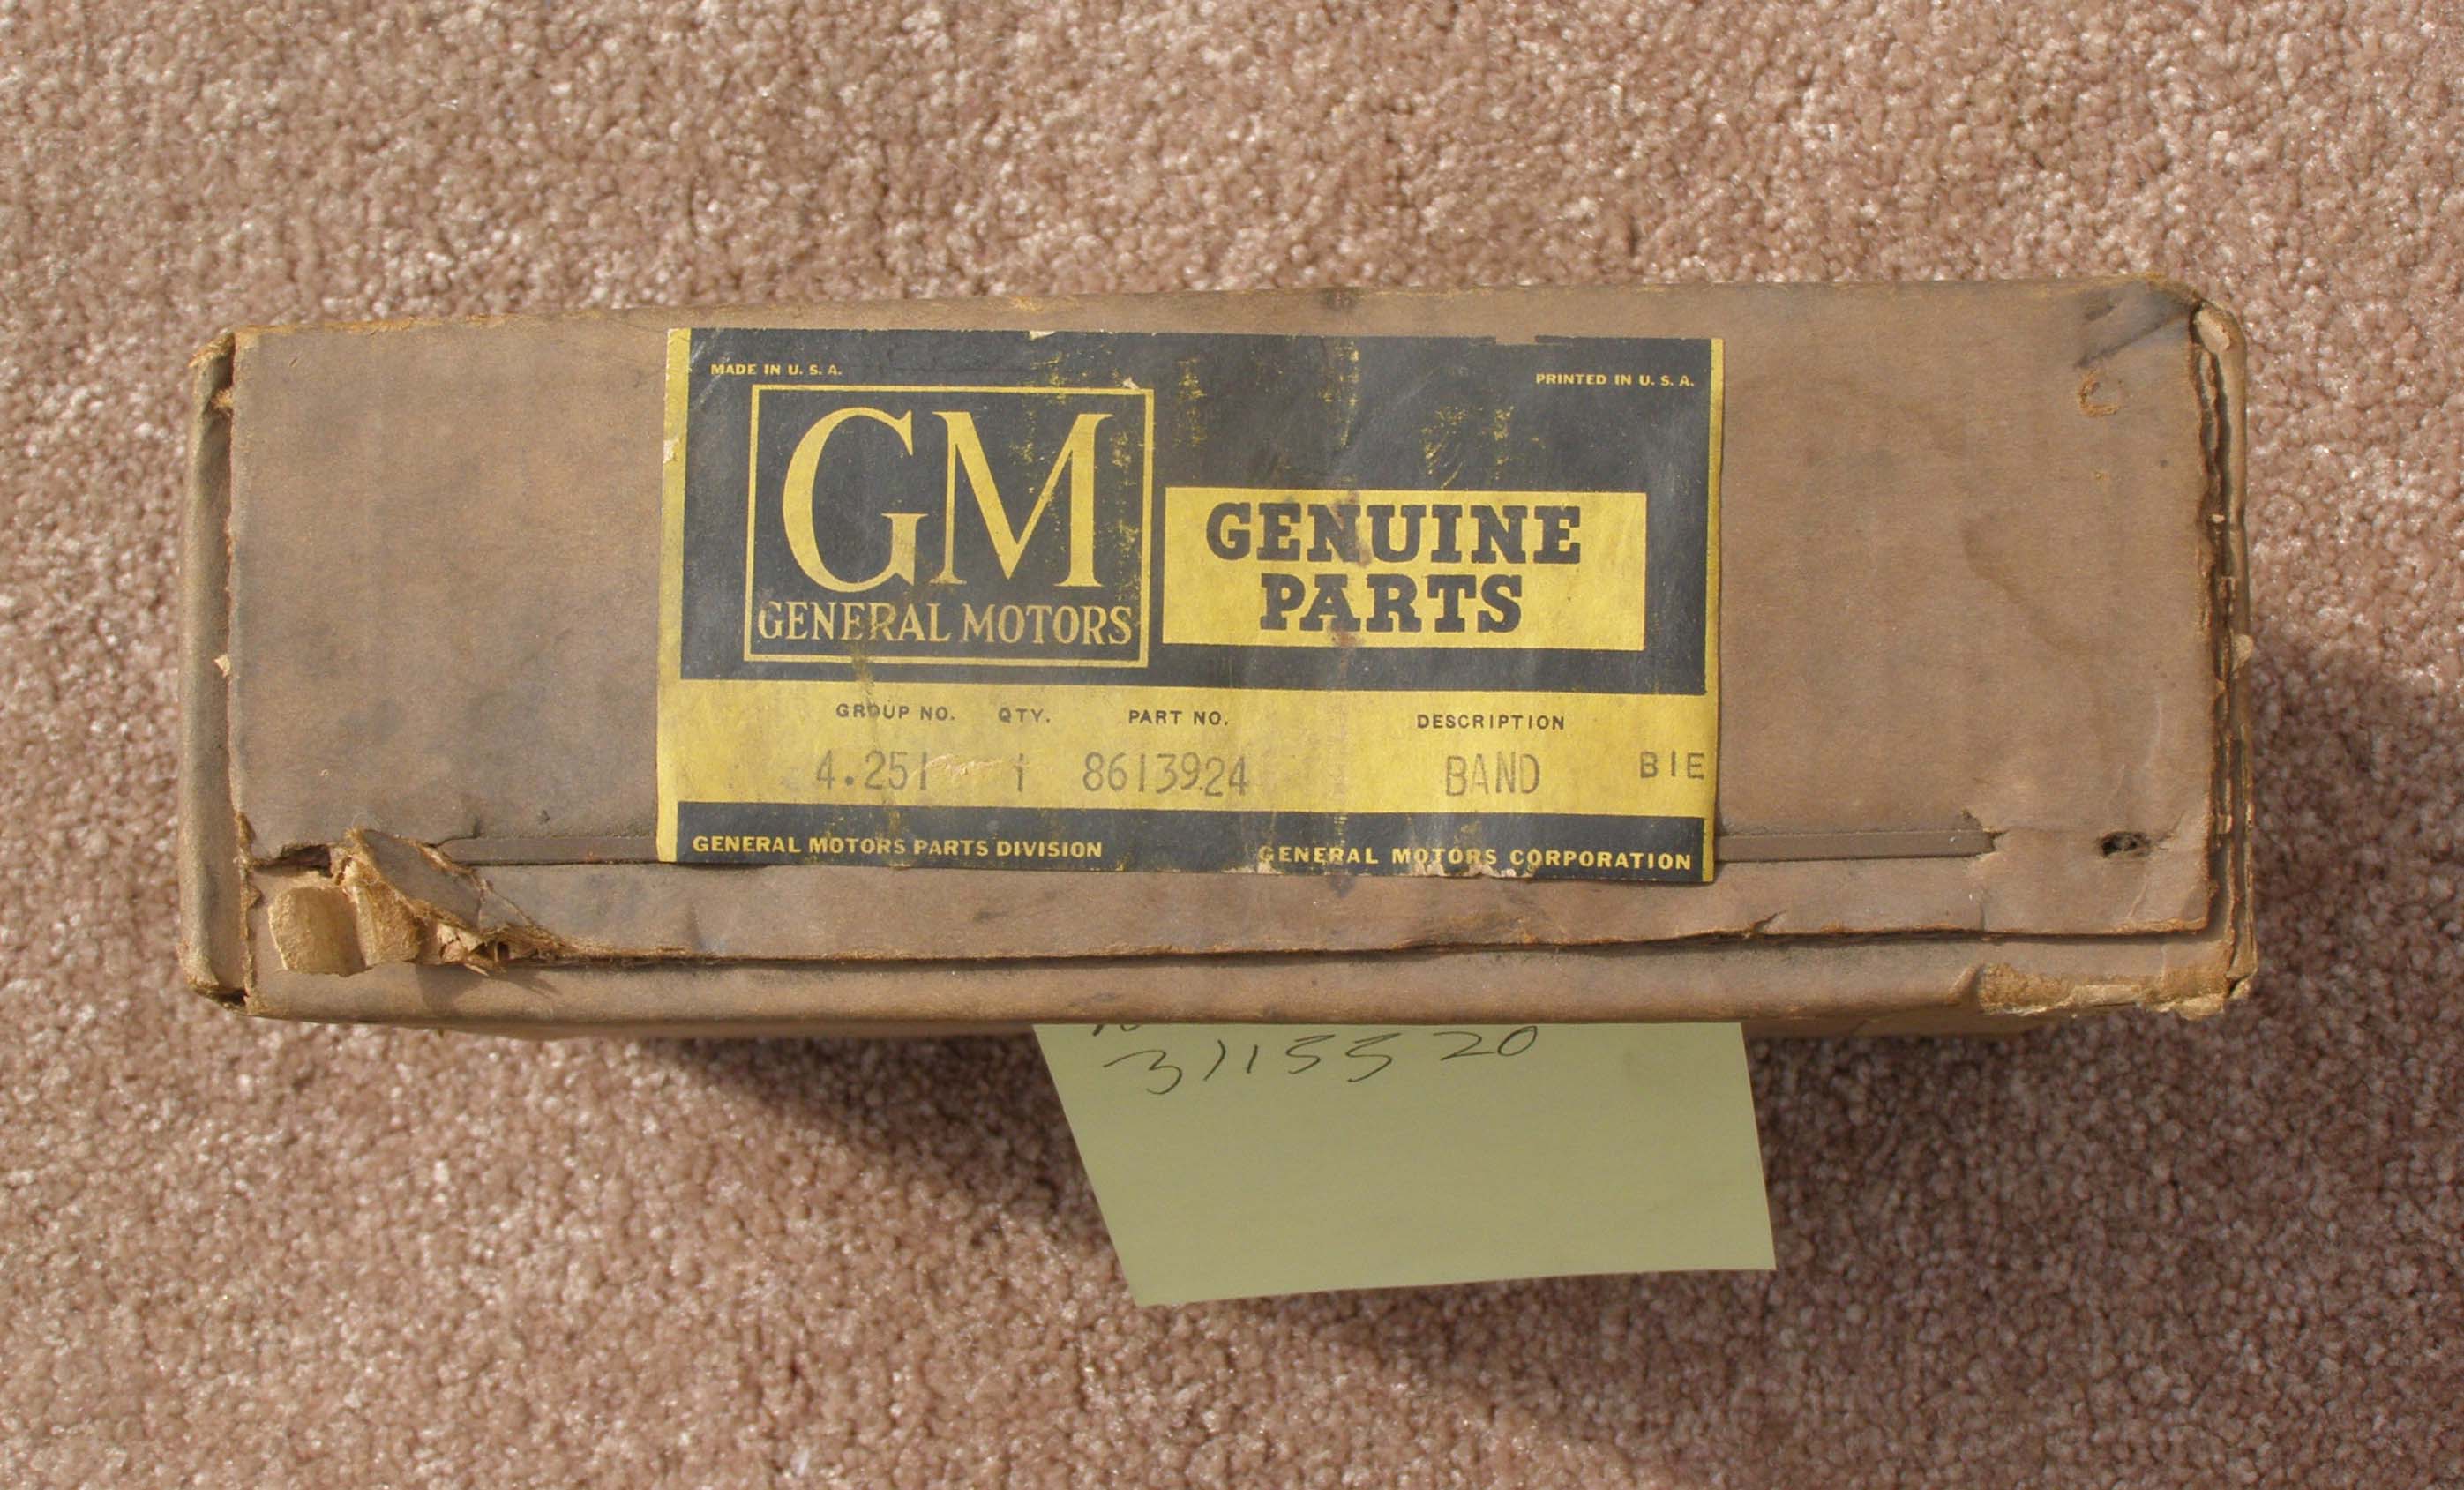 MADE IN U. S. A.
PRINTED IN U. S. A.
GM
GENERAL MOTORS
GENUINE
PARTS
GROUP NO. QTY. PART NO. DESCRIPTION
4.251 1 8613924 BAND BIE
GENERAL MOTORS PARTS DIVISION
GENERAL MOTORS CORPORATION
3115520